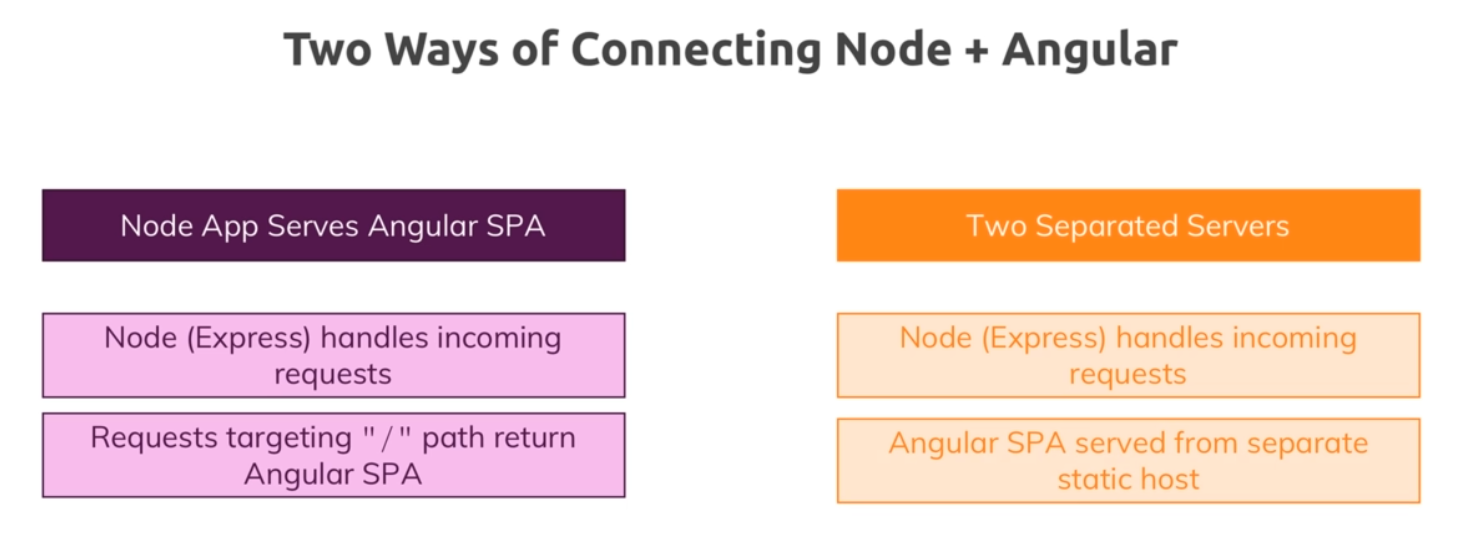 Two Ways of Connecting Node + Angular
Node App Serves Angular SPA
Node (Express) handles incoming
requests
Requests targeting "/" path return
Angular SPA
Two Separated Servers
Node (Express) handles incoming
requests
Angular SPA served from separate
static host